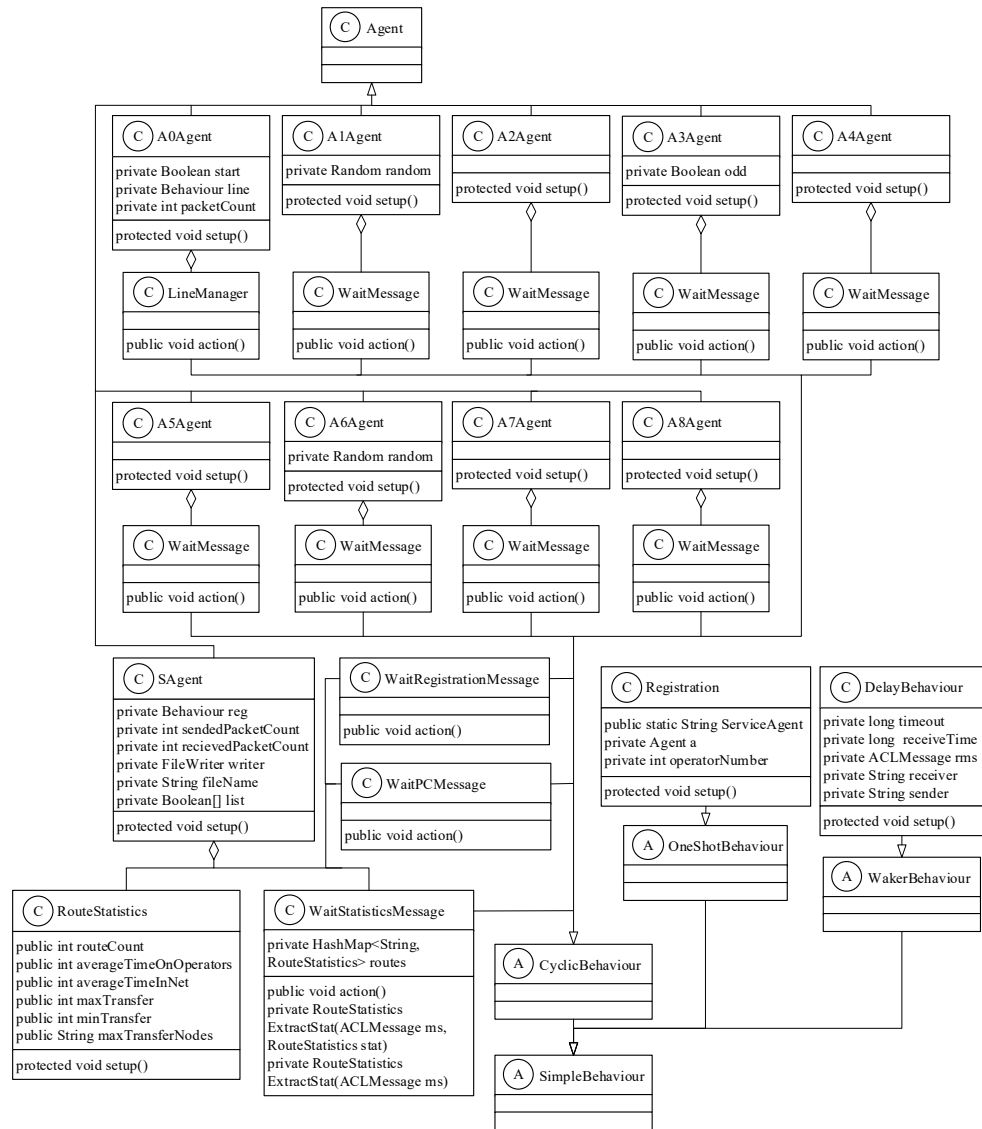 C Agent
C A0Agent
private Boolean start
private Behaviour line
private int packetCount
protected void setup()
C A1Agent
private Random random
protected void setup()
C A2Agent
protected void setup()
C A3Agent
private Boolean odd
protected void setup()
C A4Agent
protected void setup()
C LineManager
public void action()
C WaitMessage
public void action()
C WaitMessage
public void action()
C WaitMessage
public void action()
C WaitMessage
public void action()
C A5Agent
protected void setup()
C A6Agent
private Random random
protected void setup()
C A7Agent
protected void setup()
C A8Agent
protected void setup()
C WaitMessage
public void action()
C WaitMessage
public void action()
C WaitMessage
public void action()
C WaitMessage
public void action()
C SAgent
private Behaviour reg
private int sendedPacketCount
private int recievedPacketCount
private FileWriter writer
private String fileName
private Boolean[] list
protected void setup()
C WaitRegistrationMessage
public void action()
C WaitPCMessage
public void action()
C Registration
public static String ServiceAgent
private Agent a
private int operatorNumber
protected void setup()
C DelayBehaviour
private long timeout
private long receiveTime
private ACLMessage rms
private String receiver
private String sender
protected void setup()
A OneShotBehaviour
A WakerBehaviour
C RouteStatistics
public int routeCount
public int averageTimeOnOperators
public int averageTimeInNet
public int maxTransfer
public int minTransfer
public String maxTransferNodes
protected void setup()
C WaitStatisticsMessage
private HashMap<String,
RouteStatistics> routes
public void action()
private RouteStatistics
ExtractStat(ACLMessage ms,
RouteStatistics stat)
private RouteStatistics
ExtractStat(ACLMessage ms)
A CyclicBehaviour
A SimpleBehaviour